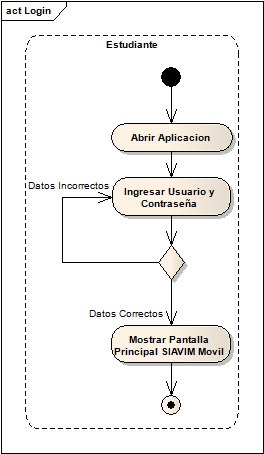 act Login
Estudiante
Abrir Aplicacion
Datos Incorrectos
Ingresar Usuario y
Contraseña
Datos Correctos
Mostrar Pantalla
Principal SIAVIM Movil